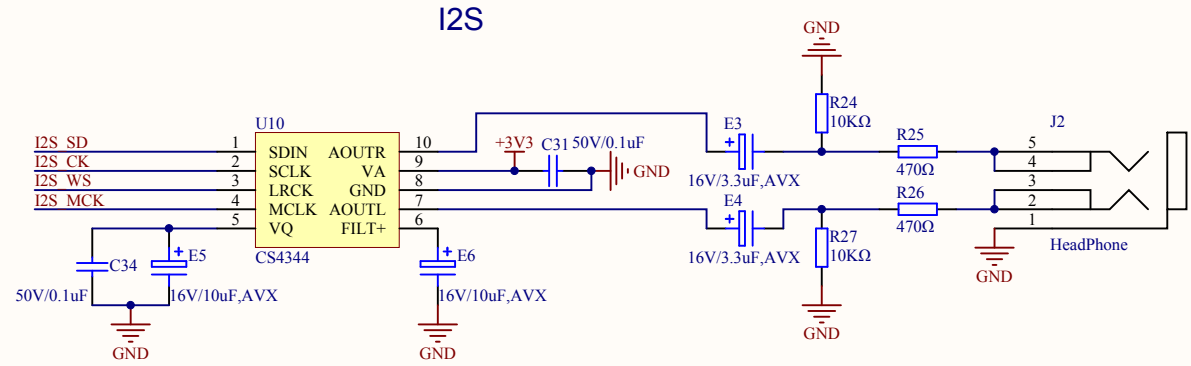 I2S
GND
R24
10KΩ
E3
16V/3.3uF,AVX
R25
470Ω
J2
5
4
3
2
1
HeadPhone
U10
I2S_SD
1
SDIN
AOUTR
10
I2S_CK
2
SCLK
VA
9
I2S_WS
3
LRCK
GND
8
I2S_MCK
4
MCLK
AOUTL
7
5
VQ
FILT+
6
CS4344
+3V3
C31
50V/0.1uF
GND
E4
16V/3.3uF,AVX
R26
470Ω
R27
10KΩ
GND
GND
C34
50V/0.1uF
E5
16V/10uF,AVX
GND
E6
16V/10uF,AVX
GND